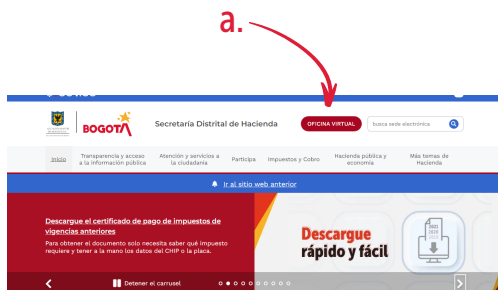 a.
BOGOTÁ
Secretaría Distrital de Hacienda
OFICINA VIRTUAL
busca sede electrónica
Inicio
Transparencia y acceso
a la información pública
Atención y servicios a
la ciudadanía
Participa
Impuestos y Cobro
Hacienda pública y
economía
Más temas de
Hacienda
Ir al sitio web anterior
Descargue el certificado de pago de impuestos de
vigencias anteriores
Para obtener el documento solo necesita saber qué impuesto
requiere y tener a la mano los datos del CHIP o la placa.
Descargue
rápido y fácil
Detener el carrusel